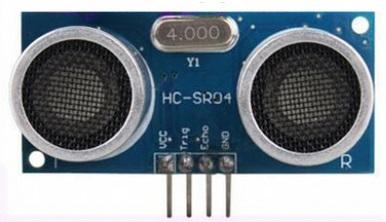 4.000
Y1
HC-SR04
VCC Trig Echo GND
T R